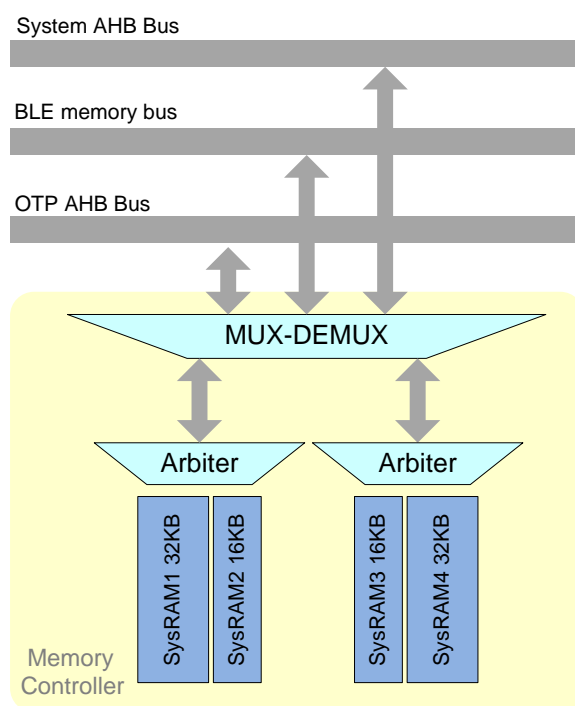 System AHB Bus
BLE memory bus
OTP AHB Bus
MUX-DEMUX
Arbiter
Arbiter
SysRAM1 32KB
SysRAM2 16KB
SysRAM3 16KB
SysRAM4 32KB
Memory
Controller